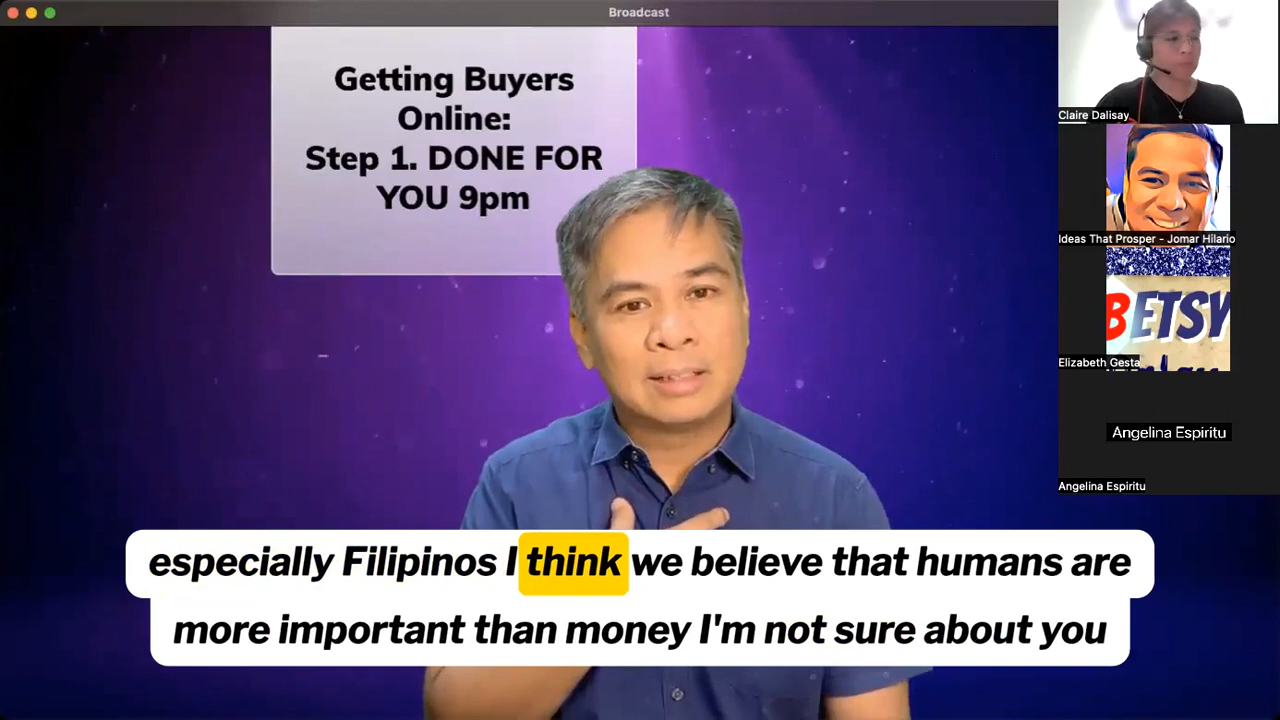 Broadcast
Getting Buyers
Online:
Step 1. DONE FOR
YOU 9pm
Claire Dalisay
Ideas That Prosper - Jomar Hilario
BETSY
Elizabeth Gesta
Angelina Espiritu
Angelina Espiritu
especially Filipinos I think we believe that humans are
more important than money I'm not sure about you